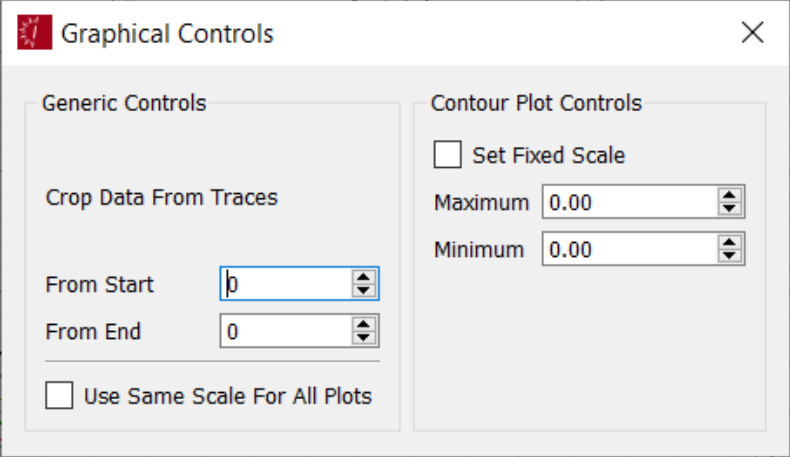 Graphical Controls
Generic Controls
Crop Data From Traces
From Start 0
From End 0
Use Same Scale For All Plots
Contour Plot Controls
Set Fixed Scale
Maximum 0.00
Minimum 0.00